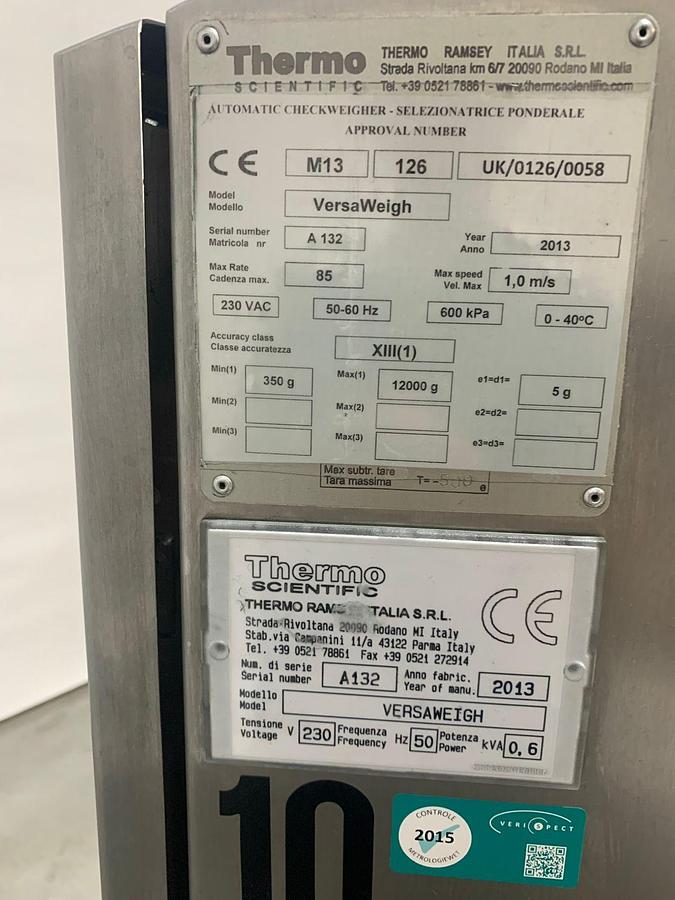 Thermo
SCIENTIFIC
THERMO RAMSEY ITALIA S.R.L.
Strada Rivoltana km 6/7 20090 Rodano MI Italia
Tel. +39 0521 78861 - www.thermoscientific.com
AUTOMATIC CHECKWEIGHER - SELEZIONATRICE PONDERALE
APPROVAL NUMBER
CE M13 126 UK/0126/0058
Model
Modello
VersaWeigh
Serial number
Matricola nr
A 132
Year
Anno
2013
Max Rate
Cadenza max.
85
Max speed
Vel. Max
1,0 m/s
230 VAC 50-60 Hz 600 kPa 0 - 40ºC
Accuracy class
Classe accuratezza
XIII(1)
Min(1) 350 g Max(1) 12000 g e1=d1= 5 g
Min(2) Max(2) e2=d2=
Min(3) Max(3) e3=d3=
Max subtr. tare
Tara massima T= - e
Thermo
SCIENTIFIC
THERMO ITALIA S.R.L.
CE
Strada Rivoltana 20090 Rodano MI Italy
Stab.via Campanini 11/a 43122 Parma Italy
Tel. +39 0521 78861 Fax +39 0521 272914
Num. di serie
Serial number
A132
Anno fabric.
Year of manu.
2013
Modello
Model
VERSAWEIGH
Tensione
Voltage
V 230
Frequenza
Frequency
Hz 50
Potenza
Power
kVA 0,6
10
CONTROLE
2015
METROLOGIEWET
VERISPECT